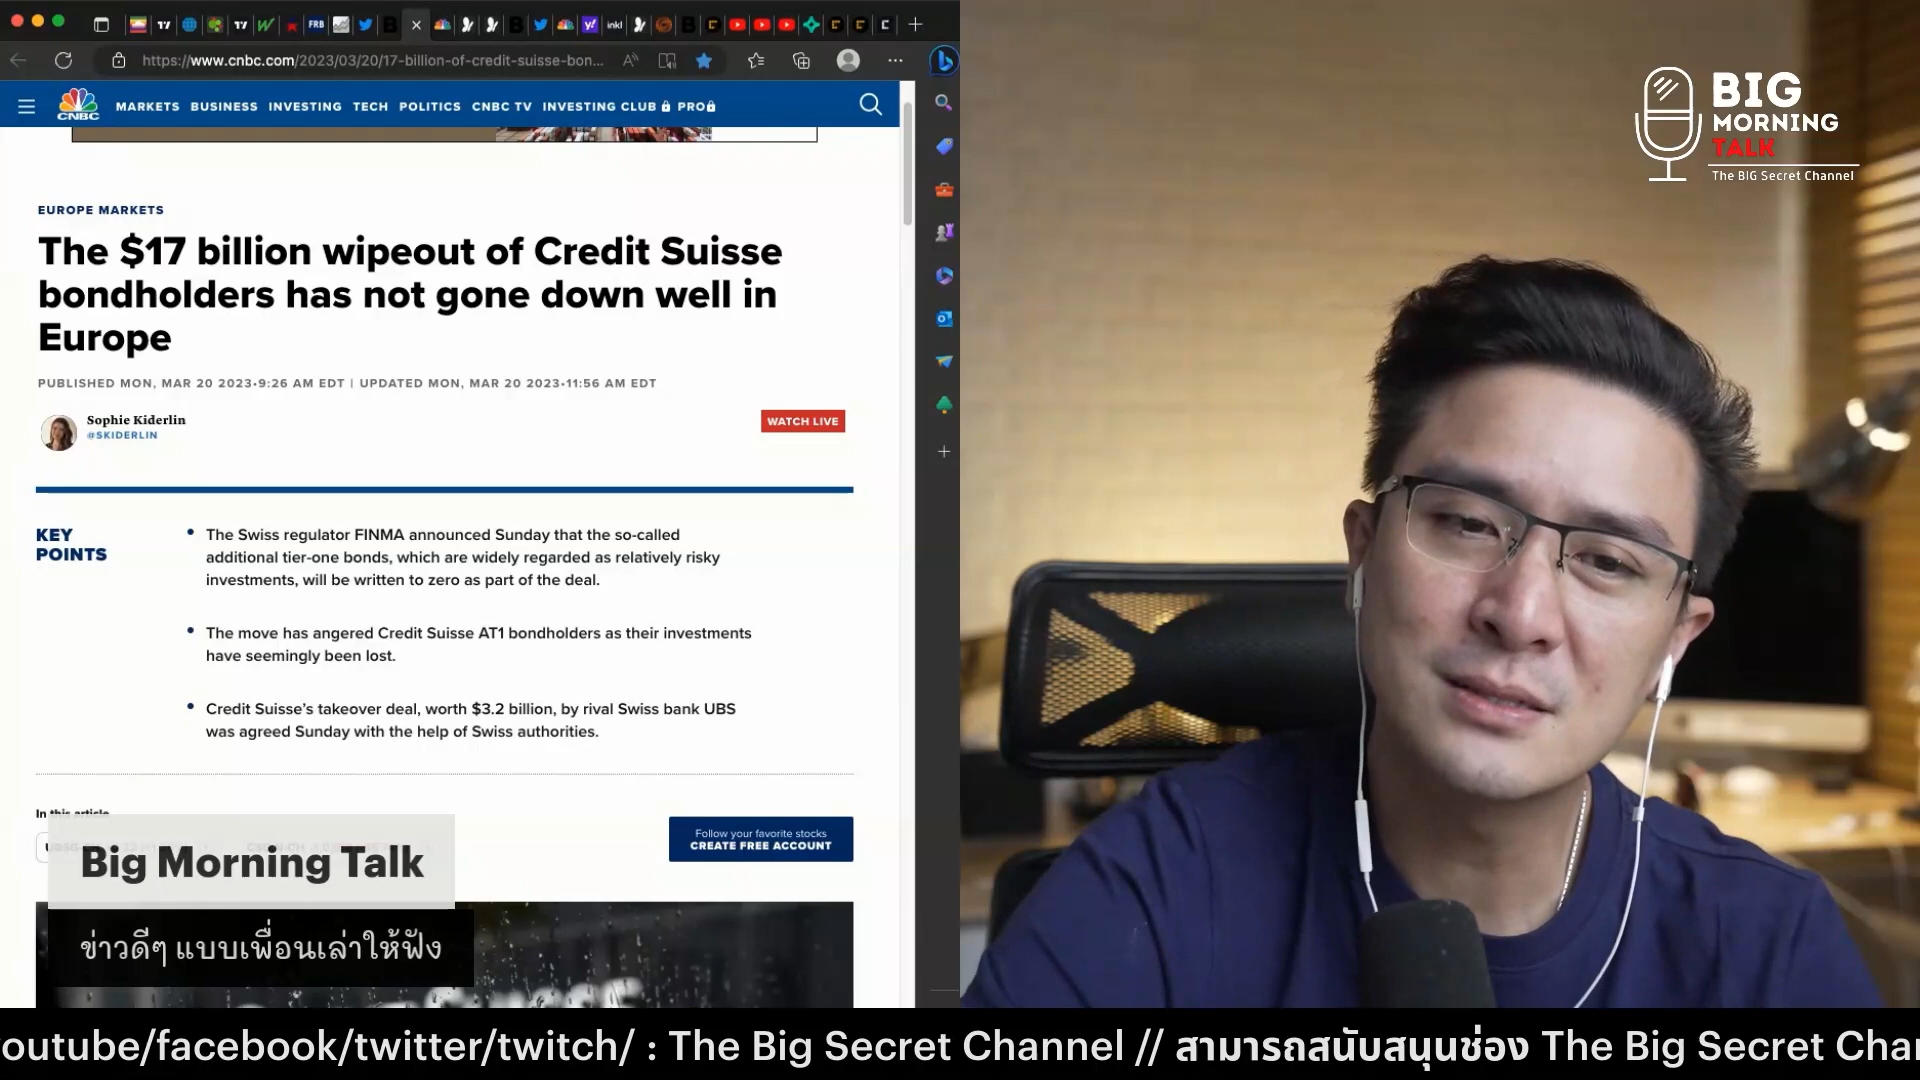 https://www.cnbc.com/2023/03/20/17-billion-of-credit-suisse-bon...
CNBC MARKETS BUSINESS INVESTING TECH POLITICS CNBC TV INVESTING CLUB PRO
EUROPE MARKETS
The $17 billion wipeout of Credit Suisse
bondholders has not gone down well in
Europe
PUBLISHED MON, MAR 20 2023•9:26 AM EDT | UPDATED MON, MAR 20 2023•11:56 AM EDT
Sophie Kiderlin
@SKIDERLIN
WATCH LIVE
KEY
POINTS
• The Swiss regulator FINMA announced Sunday that the so-called
additional tier-one bonds, which are widely regarded as relatively risky
investments, will be written to zero as part of the deal.
• The move has angered Credit Suisse AT1 bondholders as their investments
have seemingly been lost.
• Credit Suisse's takeover deal, worth $3.2 billion, by rival Swiss bank UBS
was agreed Sunday with the help of Swiss authorities.
In this article
Follow your favorite stocks
CREATE FREE ACCOUNT
Big Morning Talk
ข่าวดีๆ แบบเพื่อนเล่าให้ฟัง
BIG
MORNING
TALK
The BIG Secret Channel
outube/facebook/twitter/twitch/ : The Big Secret Channel // สามารถสนับสนุนช่อง The Big Secret Cha